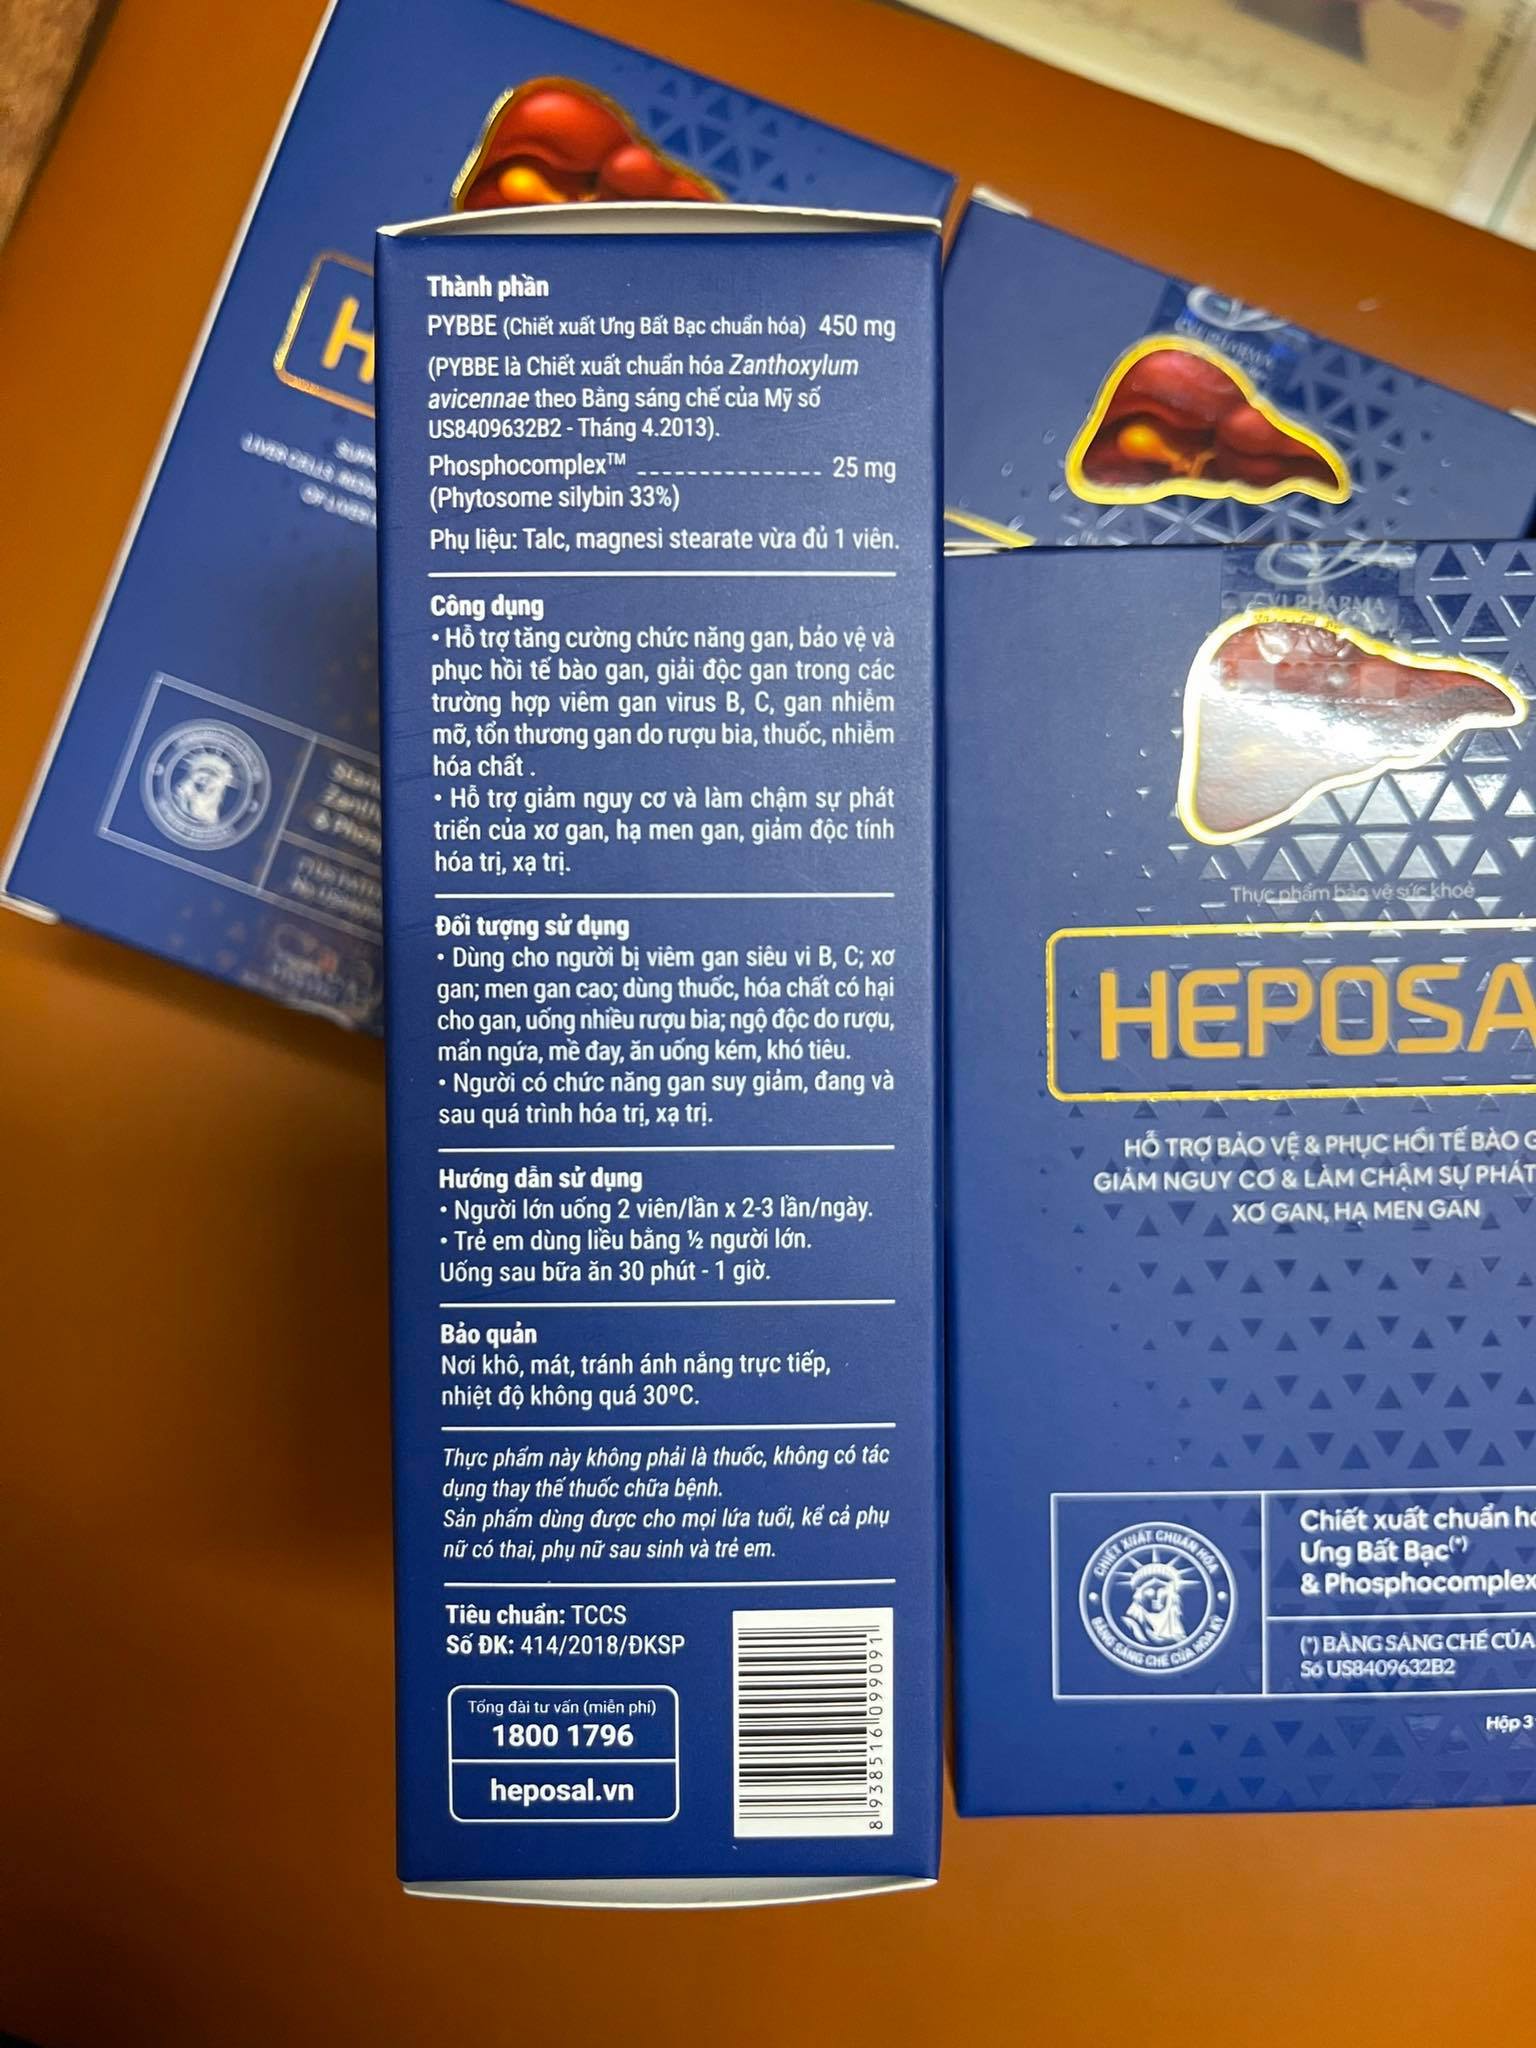 Thành phần
PYBBE (Chiết xuất Ưng Bất Bạc chuẩn hóa) 450 mg
(PYBBE là Chiết xuất chuẩn hóa Zanthoxylum
avicennae theo Bằng sáng chế của Mỹ số
US8409632B2 - Tháng 4.2013).
Phosphocomplex™ --------------- 25 mg
(Phytosome silybin 33%)
Phụ liệu: Talc, magnesi stearate vừa đủ 1 viên.
Công dụng
• Hỗ trợ tăng cường chức năng gan, bảo vệ và
phục hồi tế bào gan, giải độc gan trong các
trường hợp viêm gan virus B, C, gan nhiễm
mỡ, tổn thương gan do rượu bia, thuốc, nhiễm
hóa chất .
• Hỗ trợ giảm nguy cơ và làm chậm sự phát
triển của xơ gan, hạ men gan, giảm độc tính
hóa trị, xạ trị.
Đối tượng sử dụng
• Dùng cho người bị viêm gan siêu vi B, C; xơ
gan; men gan cao; dùng thuốc, hóa chất có hại
cho gan, uống nhiều rượu bia; ngộ độc do rượu,
mẩn ngứa, mề đay, ăn uống kém, khó tiêu.
• Người có chức năng gan suy giảm, đang và
sau quá trình hóa trị, xạ trị.
Hướng dẫn sử dụng
• Người lớn uống 2 viên/lần x 2-3 lần/ngày.
• Trẻ em dùng liều bằng ½ người lớn.
Uống sau bữa ăn 30 phút - 1 giờ.
Bảo quản
Nơi khô, mát, tránh ánh nắng trực tiếp,
nhiệt độ không quá 30ºC.
Thực phẩm này không phải là thuốc, không có tác
dụng thay thế thuốc chữa bệnh.
Sản phẩm dùng được cho mọi lứa tuổi, kể cả phụ
nữ có thai, phụ nữ sau sinh và trẻ em.
Tiêu chuẩn: TCCS
Số ĐK: 414/2018/ĐKSP
Tổng đài tư vấn (miễn phí)
1800 1796
heposal.vn
8 938516 099091
CVI PHARMA
Thực phẩm bảo vệ sức khoẻ
HEPOSA
HỖ TRỢ BẢO VỆ & PHỤC HỒI TẾ BÀO G
GIẢM NGUY CƠ & LÀM CHẬM SỰ PHÁT
XƠ GAN, HẠ MEN GAN
CHIẾT XUẤT CHUẨN HÓA
BẰNG SÁNG CHẾ CỦA HOA KỲ
Chiết xuất chuẩn hó
Ưng Bất Bạc(*)
& Phosphocomplex
(*) BẰNG SÁNG CHẾ CỦA
Số US8409632B2
Hộp 3
H
LIVER CELLS,